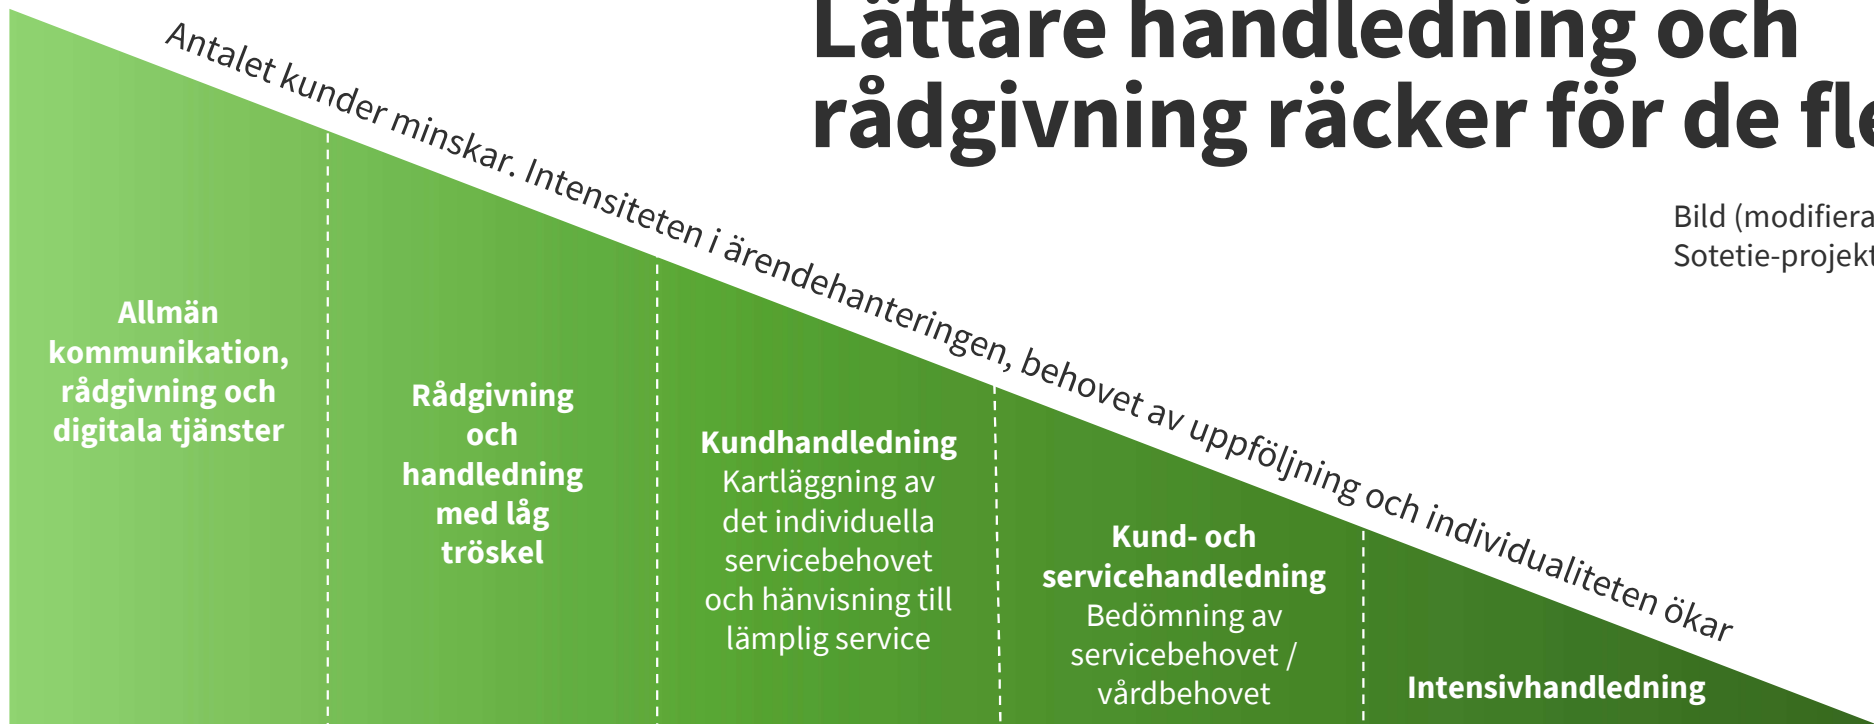 Lättare handledning och
rådgivning räcker för de
Bild
Sotetie-projekt
Antalet kunder minskar. Intensiteten i ärendehanteringen, behovet av uppföljning och individualiteten ökar
Allmän
kommunikation,
rådgivning och
digitala tjänster
Rådgivning
och
handledning
med låg
tröskel
Kundhandledning
Kartläggning av
det individuella
servicebehovet
och hänvisning till
lämplig service
Kund- och
servicehandledning
Bedömning av
servicebehovet /
vårdbehovet
Intensivhandledning